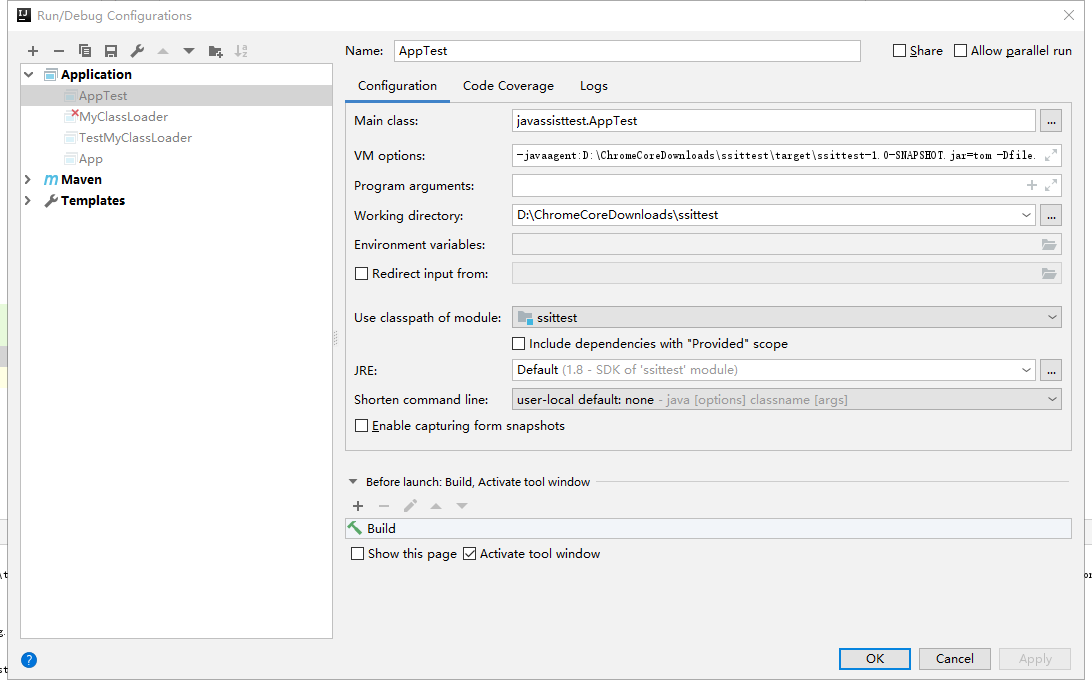 Run/Debug Configurations
Name: AppTest Share Allow parallel run
Application
AppTest
MyClassLoader
TestMyClassLoader
App
Maven
Templates
Configuration Code Coverage Logs
Main class: javassisttest.AppTest ...
VM options: -javaagent:D:\ChromeCoreDownloads\ssittest\target\ssittest-1.0-SNAPSHOT.jar=tom -Dfile.
Program arguments:
Working directory: D:\ChromeCoreDownloads\ssittest ...
Environment variables:
Redirect input from:
Use classpath of module: ssittest
Include dependencies with "Provided" scope
JRE: Default (1.8 - SDK of 'ssittest' module) ...
Shorten command line: user-local default: none - java [options] classname [args]
Enable capturing form snapshots
Before launch: Build, Activate tool window
Build
Show this page Activate tool window
? OK Cancel Apply